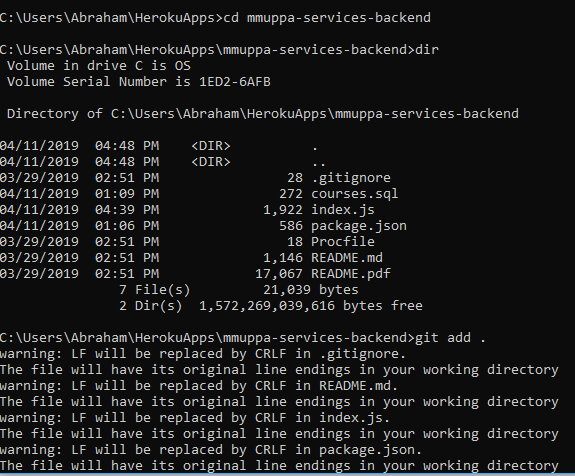 C:\Users\Abraham\HerokuApps>cd mmuppa-services-backend
C:\Users\Abraham\HerokuApps\mmuppa-services-backend>dir
Volume in drive C is OS
Volume Serial Number is 1ED2-6AFB
Directory of C:\Users\Abraham\HerokuApps\mmuppa-services-backend
04/11/2019  04:48 PM    <DIR>          .
04/11/2019  04:48 PM    <DIR>          ..
03/29/2019  02:51 PM                28 .gitignore
04/11/2019  01:09 PM               272 courses.sql
04/11/2019  04:39 PM             1,922 index.js
04/11/2019  01:06 PM               586 package.json
03/29/2019  02:51 PM                18 Procfile
03/29/2019  02:51 PM             1,146 README.md
03/29/2019  02:51 PM            17,067 README.pdf
7 File(s)         21,039 bytes
2 Dir(s)  1,572,269,039,616 bytes free
C:\Users\Abraham\HerokuApps\mmuppa-services-backend>git add .
warning: LF will be replaced by CRLF in .gitignore.
The file will have its original line endings in your working directory
warning: LF will be replaced by CRLF in README.md.
The file will have its original line endings in your working directory
warning: LF will be replaced by CRLF in index.js.
The file will have its original line endings in your working directory
warning: LF will be replaced by CRLF in package.json.
The file will have its original line endings in your working directory